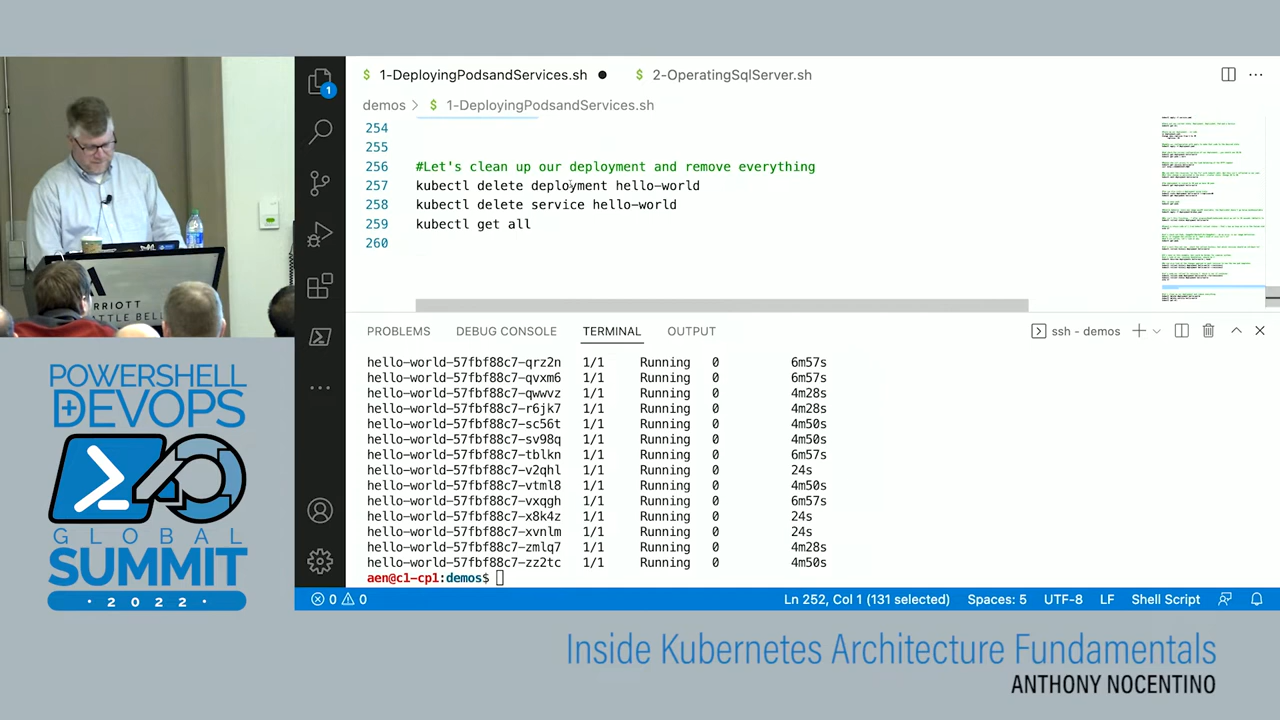 $ 1-DeployingPodsandServices.sh ●
$ 2-OperatingSqlServer.sh
demos > $ 1-DeployingPodsandServices.sh
254
255
256 #Let's clean up our deployment and remove everything
257 kubectl delete deployment hello-world
258 kubectl delete service hello-world
259 kubectl get all
260
1
PROBLEMS DEBUG CONSOLE TERMINAL OUTPUT
ssh - demos
hello-world-57fbf88c7-qrz2n 1/1 Running 0 6m57s
hello-world-57fbf88c7-qvxm6 1/1 Running 0 6m57s
hello-world-57fbf88c7-qwwvz 1/1 Running 0 4m28s
hello-world-57fbf88c7-r6jk7 1/1 Running 0 4m28s
hello-world-57fbf88c7-sc56t 1/1 Running 0 4m50s
hello-world-57fbf88c7-sv98q 1/1 Running 0 4m50s
hello-world-57fbf88c7-tblkn 1/1 Running 0 6m57s
hello-world-57fbf88c7-v2qhl 1/1 Running 0 24s
hello-world-57fbf88c7-vtml8 1/1 Running 0 4m50s
hello-world-57fbf88c7-vxqgh 1/1 Running 0 6m57s
hello-world-57fbf88c7-x8k4z 1/1 Running 0 24s
hello-world-57fbf88c7-xvnlm 1/1 Running 0 24s
hello-world-57fbf88c7-zmlq7 1/1 Running 0 4m28s
hello-world-57fbf88c7-zz2tc 1/1 Running 0 4m50s
aen@c1-cp1:demos$
0 0 Ln 252, Col 1 (131 selected) Spaces: 5 UTF-8 LF Shell Script
POWERSHELL
DEVOPS
GLOBAL
SUMMIT
· 2 0 2 2 ·
Inside Kubernetes Architecture Fundamentals
ANTHONY NOCENTINO